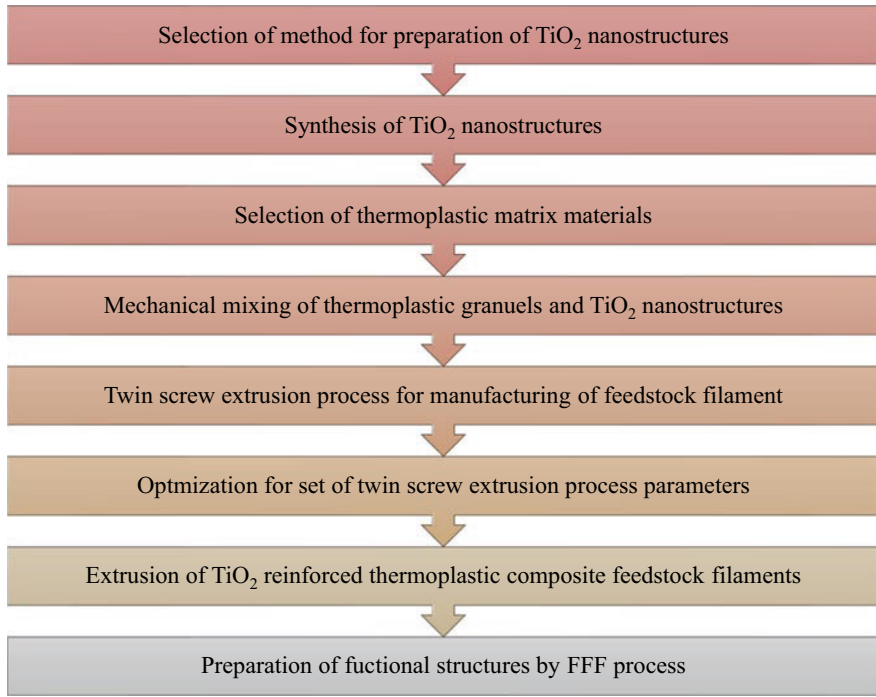 Selection of method for preparation of TiO₂ nanostructures
Synthesis of TiO₂ nanostructures
Selection of thermoplastic matrix materials
Mechanical mixing of thermoplastic granuels and TiO₂ nanostructures
Twin screw extrusion process for manufacturing of feedstock filament
Optmization for set of twin screw extrusion process parameters
Extrusion of TiO₂ reinforced thermoplastic composite feedstock filaments
Preparation of fuctional structures by FFF process